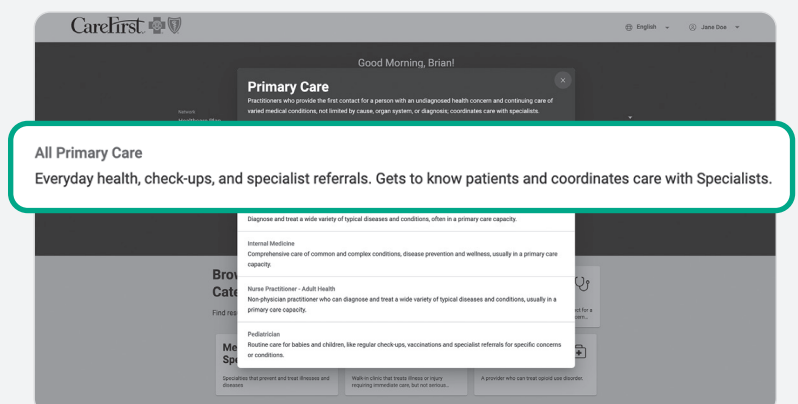 CareFirst
English
Jane Doe
Good Morning, Brian!
Primary Care
Practitioners who provide the first contact for a person with an undiagnosed health concern and continuing care of
varied medical conditions, not limited by cause, organ system, or diagnosis; coordinates care with specialists.
Network
All Primary Care
Everyday health, check-ups, and specialist referrals. Gets to know patients and coordinates care with Specialists.
Diagnose and treat a wide variety of typical diseases and conditions, often in a primary care capacity.
Internal Medicine
Comprehensive care of common and complex conditions, disease prevention and wellness, usually in a primary care
capacity.
Nurse Practitioner - Adult Health
Non-physician practitioner who can diagnose and treat a wide variety of typical diseases and conditions, usually in a
primary care capacity.
Pediatrician
Routine care for babies and children, like regular check-ups, vaccinations and specialist referrals for specific concerns
or conditions.
Find
Specialties that prevent and treat illnesses and
diseases
Walk-in clinic that treats illness or injury
requiring immediate care, but not serious...
A provider who can treat opioid use disorder.